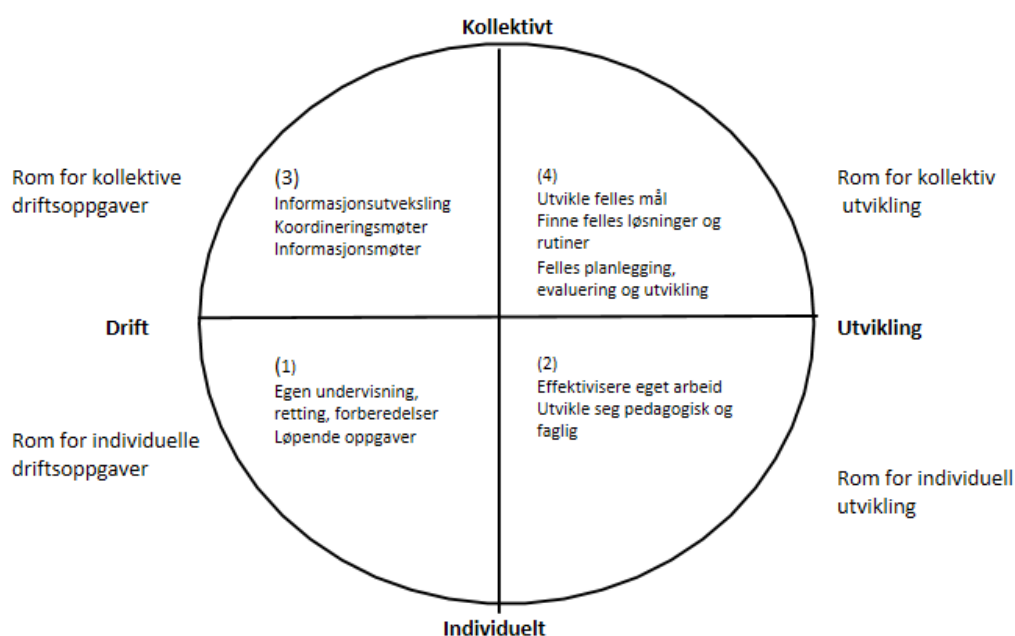 Kollektivt
Rom for kollektive
driftsoppgaver
(3)
Informasjonsutveksling
Koordineringsmøter
Informasjonsmøter
(4)
Utvikle felles mål
Finne felles løsninger og
rutiner
Felles planlegging,
evaluering og utvikling
Rom for kollektiv
utvikling
Drift
Utvikling
Rom for individuelle
driftsoppgaver
(1)
Egen undervisning,
retting, forberedelser
Løpende oppgaver
(2)
Effektivisere eget arbeid
Utvikle seg pedagogisk og
faglig
Rom for individuell
utvikling
Individuelt